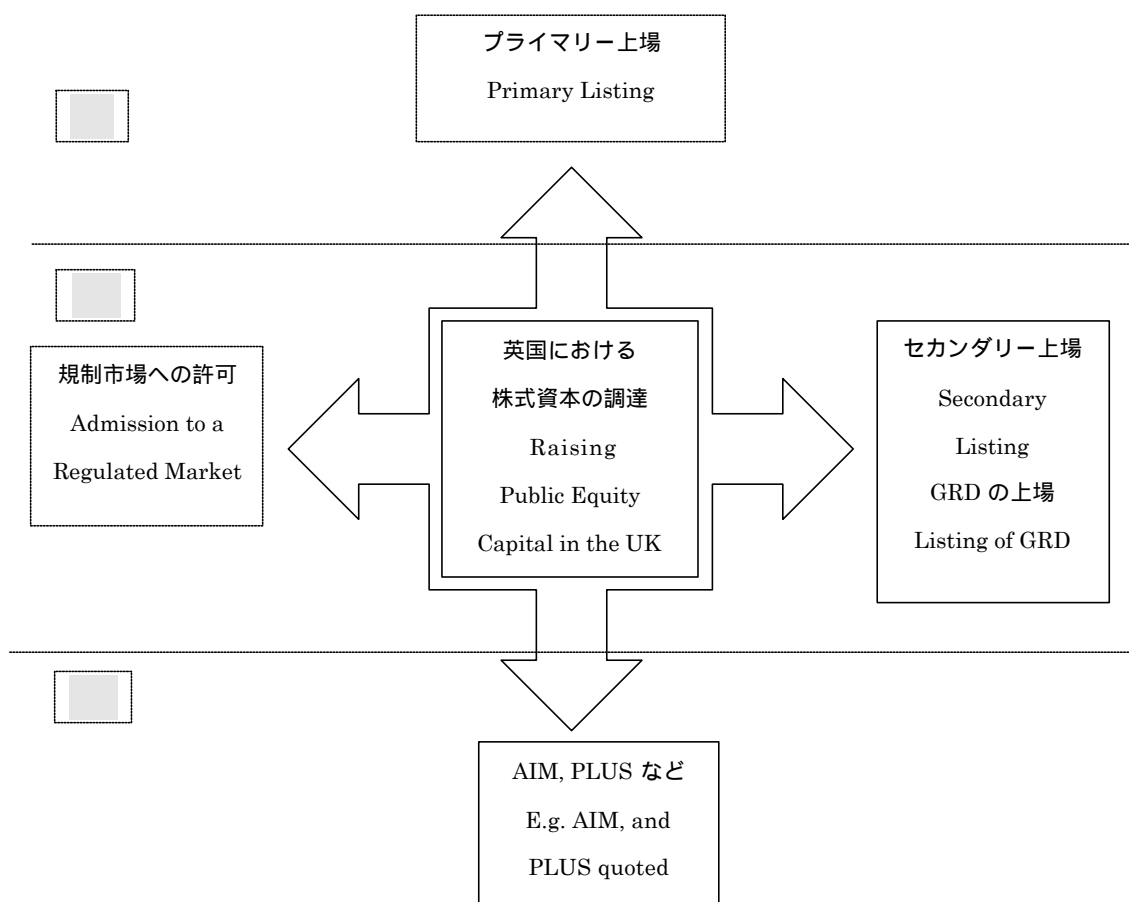 プライマリー上場
Primary Listing
規制市場への許可
Admission to a
Regulated Market
英国における
株式資本の調達
Raising
Public Equity
Capital in the UK
セカンダリー上場
Secondary
Listing
GRD の上場
Listing of GRD
AIM, PLUS など
E.g. AIM, and
PLUS quoted